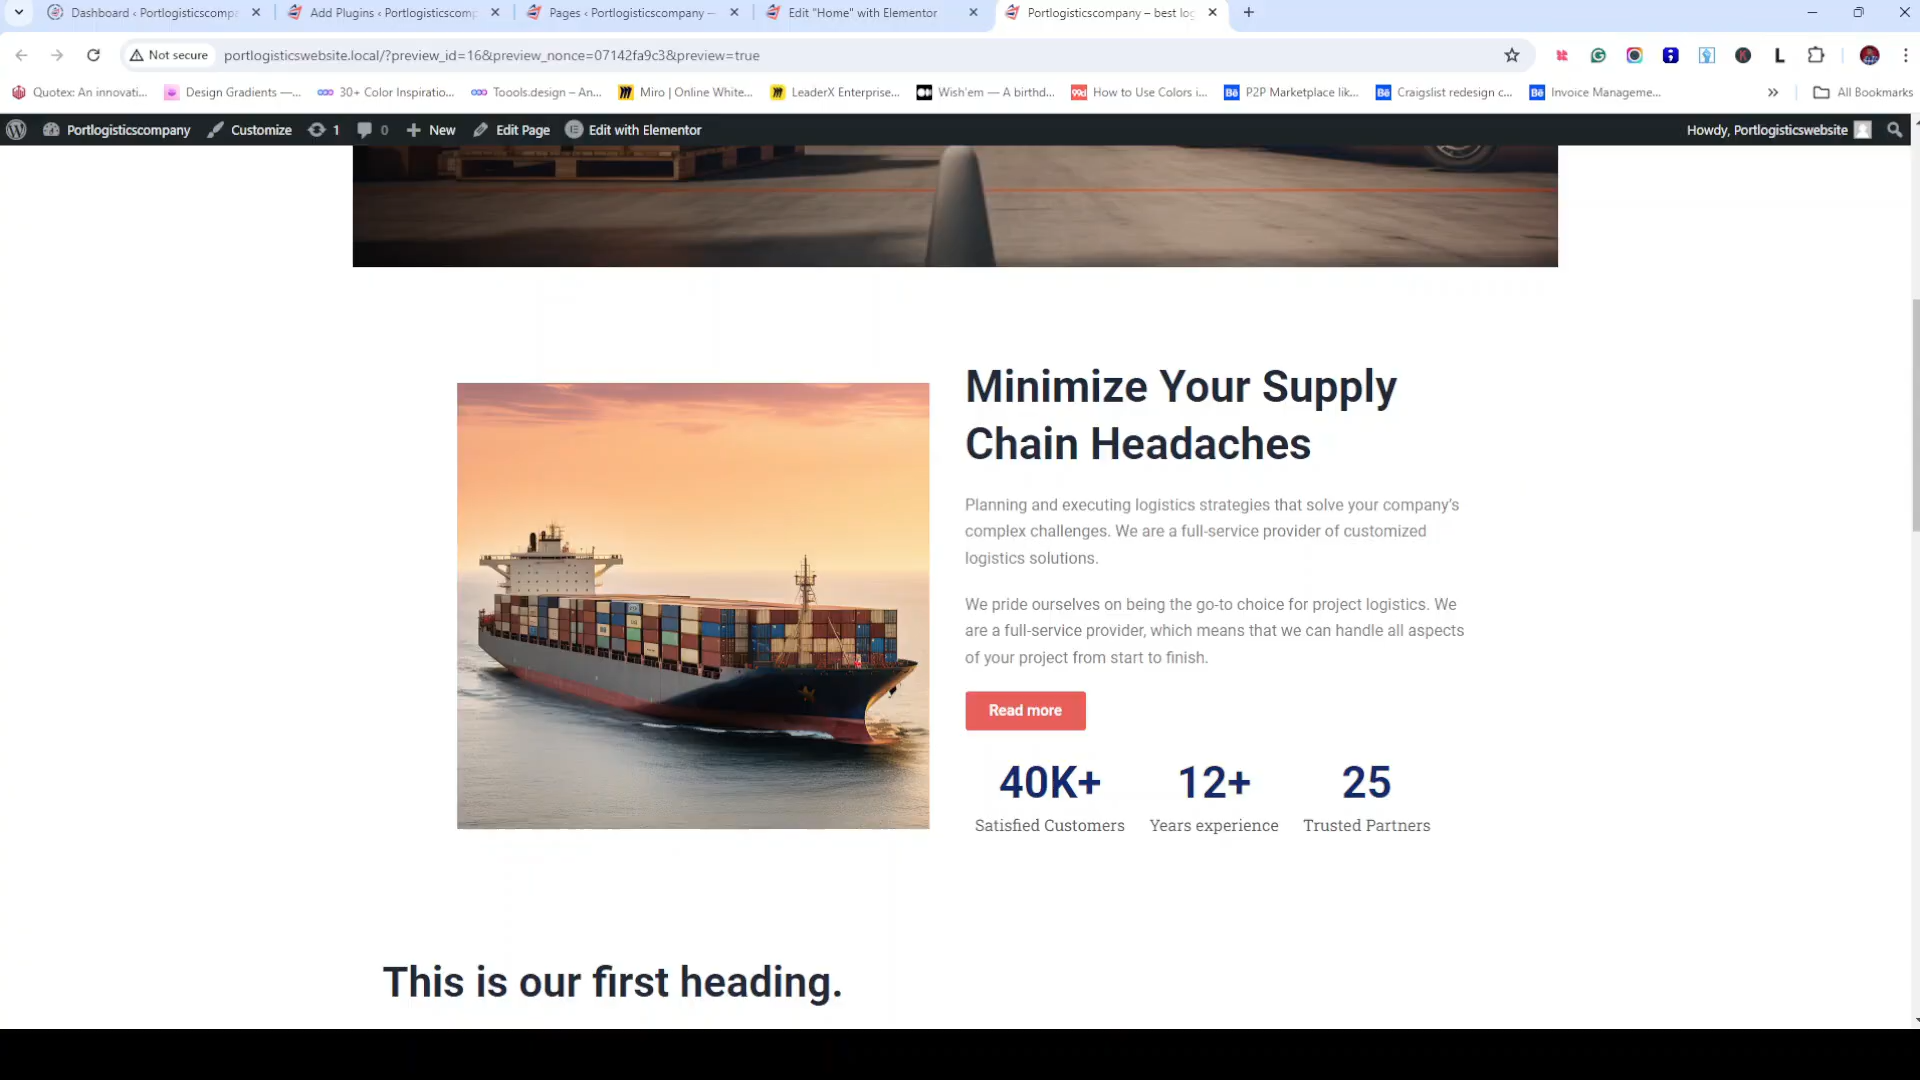 Dashboard ‹ Portlogisticscomp
Add Plugins ‹ Portlogisticscomp
Pages ‹ Portlogisticscompany —
Edit "Home" with Elementor
Portlogisticscompany – best log
Not secure
portlogisticswebsite.local/?preview_id=16&preview_nonce=07142fa9c3&preview=true
Quotex: An innovati...
Design Gradients —...
30+ Color Inspiratio...
Toools.design – An...
Miro | Online White...
LeaderX Enterprise...
Wish'em — A birthd...
How to Use Colors i...
P2P Marketplace lik...
Craigslist redesign c...
Invoice Manageme...
All Bookmarks
Portlogisticscompany
Customize
1
0
New
Edit Page
Edit with Elementor
Howdy, Portlogisticswebsite
Minimize Your Supply
Chain Headaches
Planning and executing logistics strategies that solve your company's
complex challenges. We are a full-service provider of customized
logistics solutions.
We pride ourselves on being the go-to choice for project logistics. We
are a full-service provider, which means that we can handle all aspects
of your project from start to finish.
Read more
40K+
12+
25
Satisfied Customers
Years experience
Trusted Partners
This is our first heading.